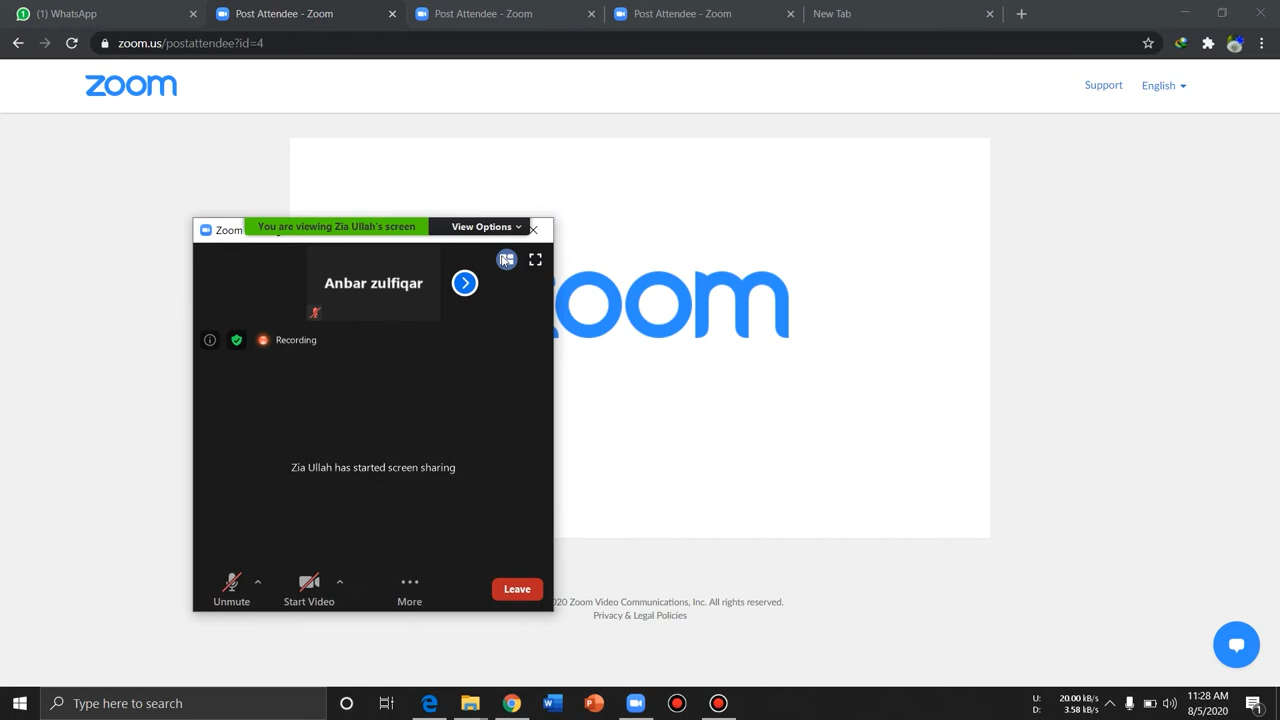 (1) WhatsApp
Post Attendee - Zoom
Post Attendee - Zoom
Post Attendee - Zoom
New Tab
zoom.us/postattendee?id=4
zoom
Support
English
Zoom
You are viewing Zia Ullah's screen
View Options
Anbar zulfiqar
zoom
Recording
Zia Ullah has started screen sharing
Unmute
Start Video
More
Leave
20 Zoom Video Communications, Inc. All rights reserved.
Privacy & Legal Policies
Type here to search
U: 20.00 kB/s
D: 3.58 kB/s
11:28 AM
8/5/2020
1